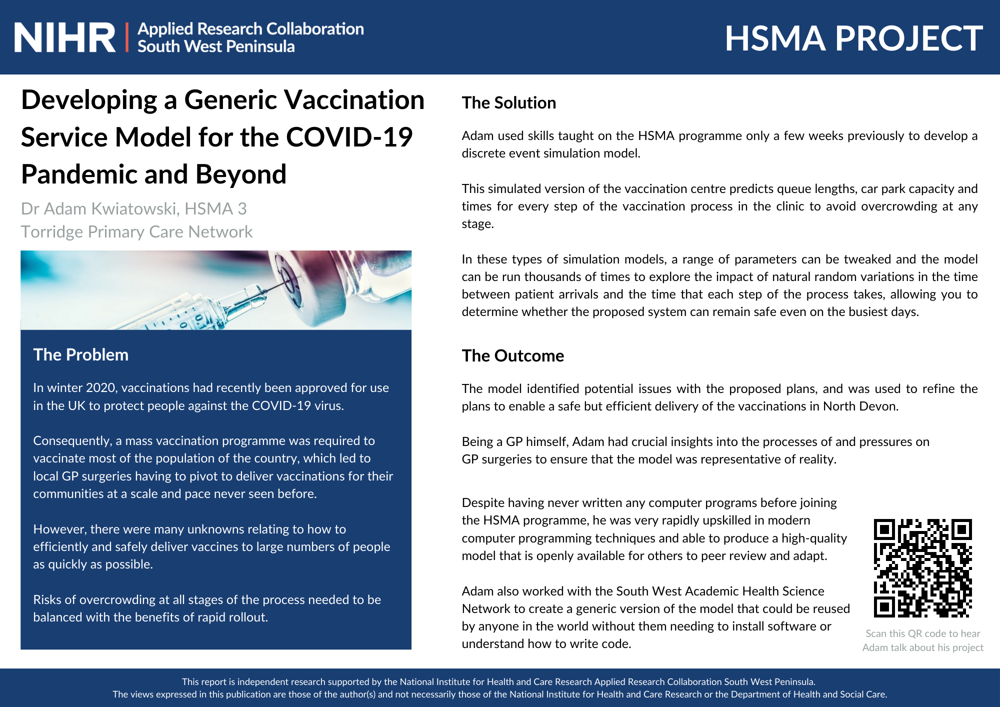 NIHR | Applied Research Collaboration
South West Peninsula
HSMA PROJECT
Developing a Generic Vaccination
Service Model for the COVID-19
Pandemic and Beyond
Dr Adam Kwiatowski, HSMA 3
Torridge Primary Care Network
The Problem
In winter 2020, vaccinations had recently been approved for use
in the UK to protect people against the COVID-19 virus.
Consequently, a mass vaccination programme was required to
vaccinate most of the population of the country, which led to
local GP surgeries having to pivot to deliver vaccinations for their
communities at a scale and pace never seen before.
However, there were many unknowns relating to how to
efficiently and safely deliver vaccines to large numbers of people
as quickly as possible.
Risks of overcrowding at all stages of the process needed to be
balanced with the benefits of rapid rollout.
The Solution
Adam used skills taught on the HSMA programme only a few weeks previously to develop a
discrete event simulation model.
This simulated version of the vaccination centre predicts queue lengths, car park capacity and
times for every step of the vaccination process in the clinic to avoid overcrowding at any
stage.
In these types of simulation models, a range of parameters can be tweaked and the model
can be run thousands of times to explore the impact of natural random variations in the time
between patient arrivals and the time that each step of the process takes, allowing you to
determine whether the proposed system can remain safe even on the busiest days.
The Outcome
The model identified potential issues with the proposed plans, and was used to refine the
plans to enable a safe but efficient delivery of the vaccinations in North Devon.
Being a GP himself, Adam had crucial insights into the processes of and pressures on
GP surgeries to ensure that the model was representative of reality.
Despite having never written any computer programs before joining
the HSMA programme, he was very rapidly upskilled in modern
computer programming techniques and able to produce a high-quality
model that is openly available for others to peer review and adapt.
Adam also worked with the South West Academic Health Science
Network to create a generic version of the model that could be reused
by anyone in the world without them needing to install software or
understand how to write code.
Scan this QR code to hear
Adam talk about his project
This report is independent research supported by the National Institute for Health and Care Research Applied Research Collaboration South West Peninsula.
The views expressed in this publication are those of the author(s) and not necessarily those of the National Institute for Health and Care Research or the Department of Health and Social Care.